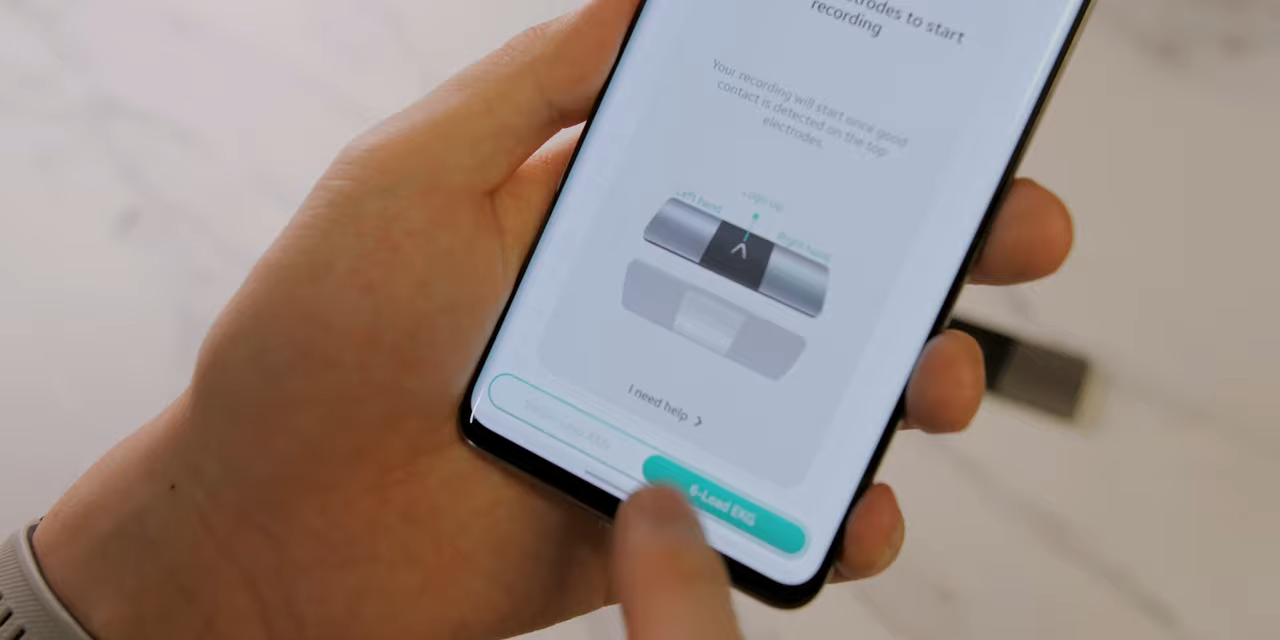 to start
recording
Your recording will start once good
contact is detected on the top
electrodes.
Left hand
Right hand
I need help
6-Lead EKG